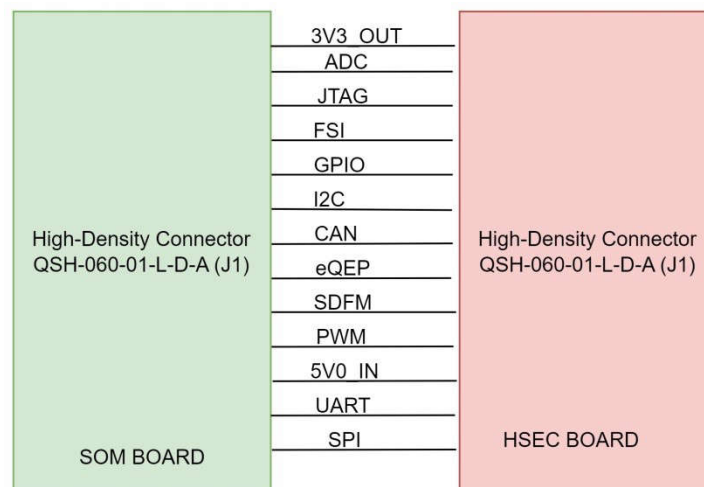 3V3_OUT
ADC
JTAG
FSI
GPIO
I2C
CAN
eQEP
SDFM
PWM
5V0_IN
UART
SPI
High-Density Connector
QSH-060-01-L-D-A (J1)
SOM BOARD
High-Density Connector
QSH-060-01-L-D-A (J1)
HSEC BOARD